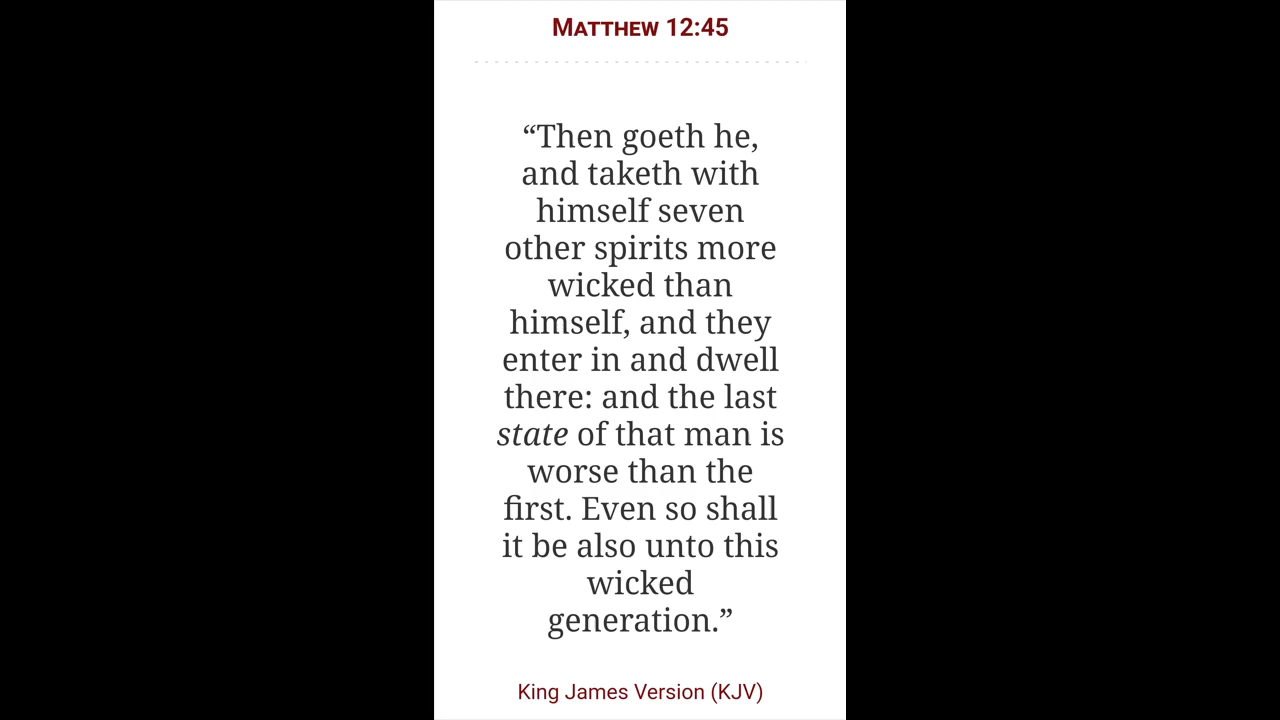 Matthew 12:45
“Then goeth he,
and taketh with
himself seven
other spirits more
wicked than
himself, and they
enter in and dwell
there: and the last
state of that man is
worse than the
first. Even so shall
it be also unto this
wicked
generation.”
King James Version (KJV)